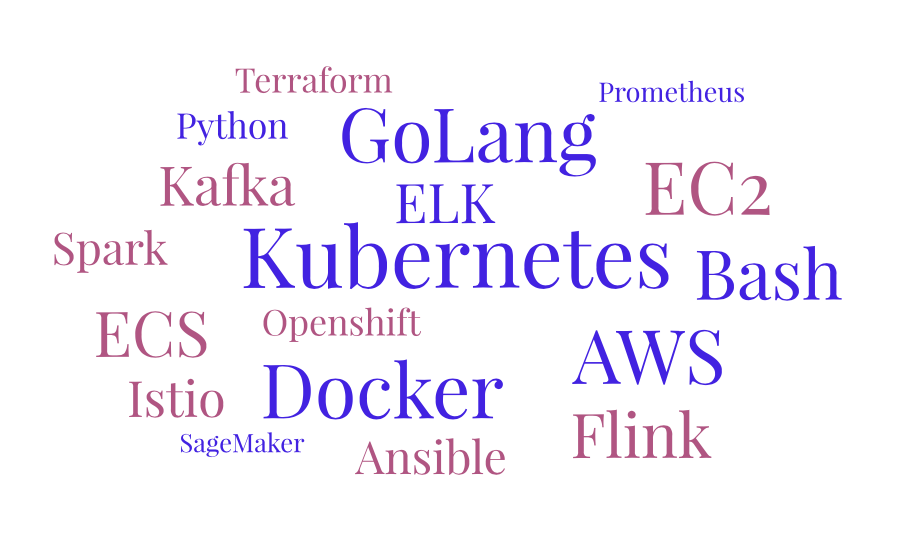 Terraform
Prometheus
Python
GoLang
Kafka
EC2
ELK
Spark
Kubernetes
Bash
ECS
Openshift
AWS
Istio
Docker
Flink
SageMaker
Ansible